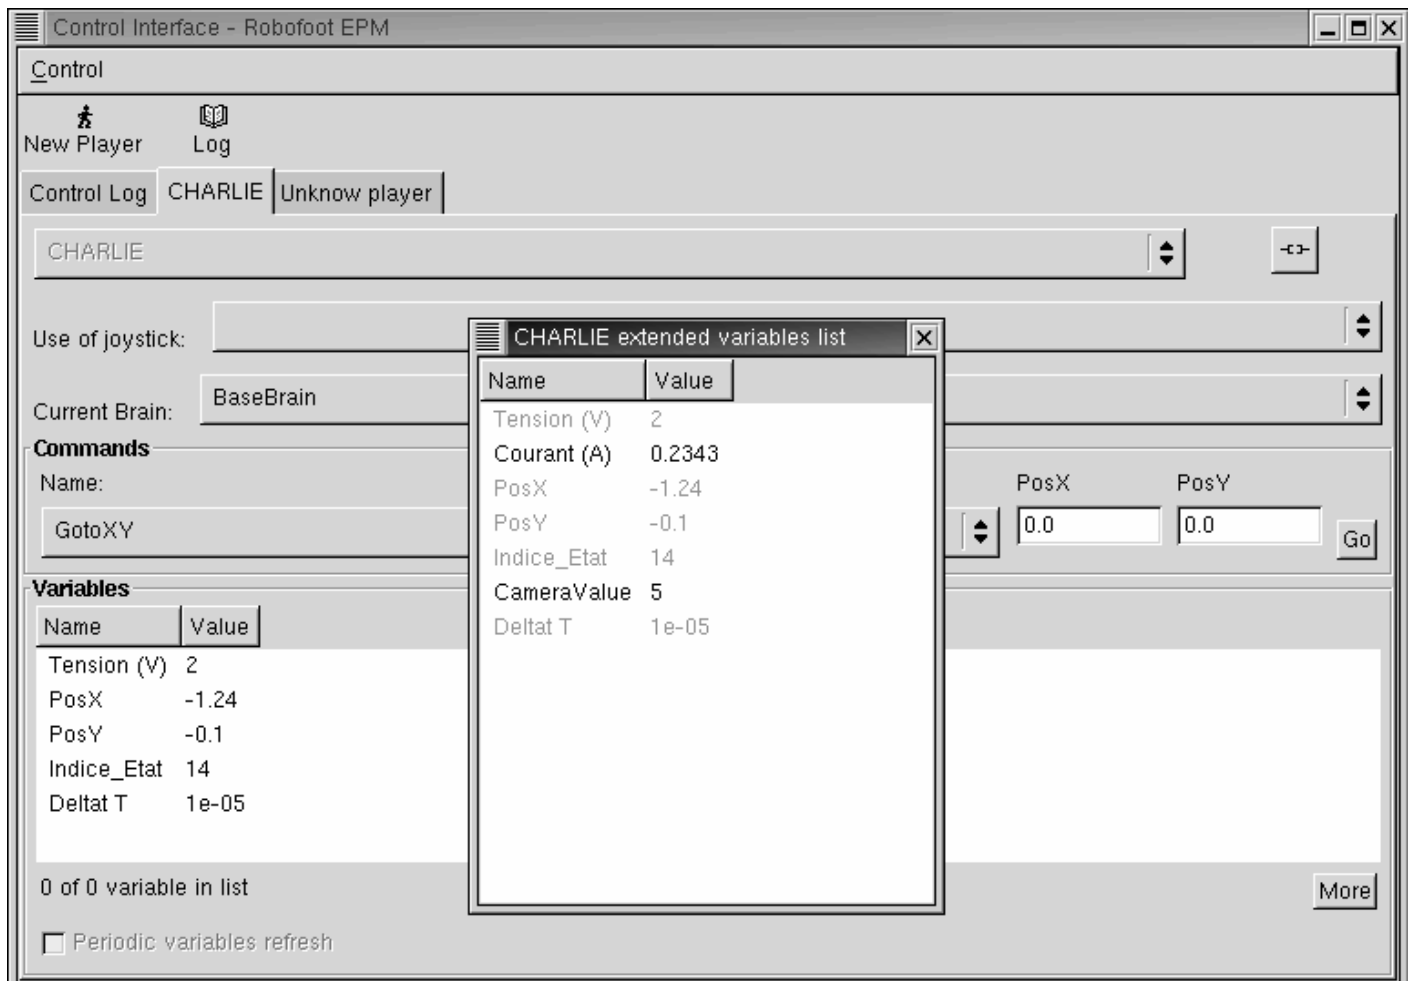 Control Interface - Robofoot EPM
Control
New Player
Log
Control Log
CHARLIE
Unknow player
CHARLIE
Use of joystick:
Current Brain:
BaseBrain
Commands
Name:
GotoXY
PosX
PosY
0.0
0.0
Go
Variables
Name Value
Tension (V) 2
PosX -1.24
PosY -0.1
Indice_Etat 14
Deltat T 1e-05
0 of 0 variable in list
More
Periodic variables refresh
CHARLIE extended variables list
Name Value
Tension (V) 2
Courant (A) 0.2343
PosX -1.24
PosY -0.1
Indice_Etat 14
CameraValue 5
Deltat T 1e-05